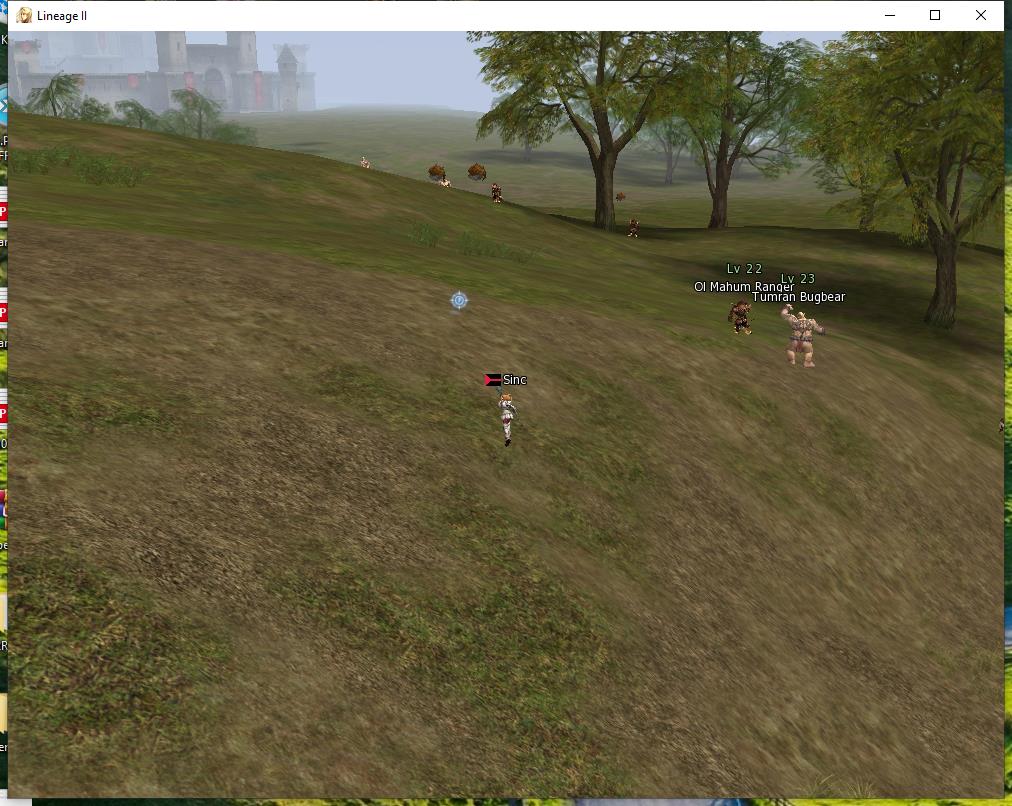 Lineage II
Lv 22
Lv 23
Ol Mahum Ranger
Tumran Bugbear
Sinc